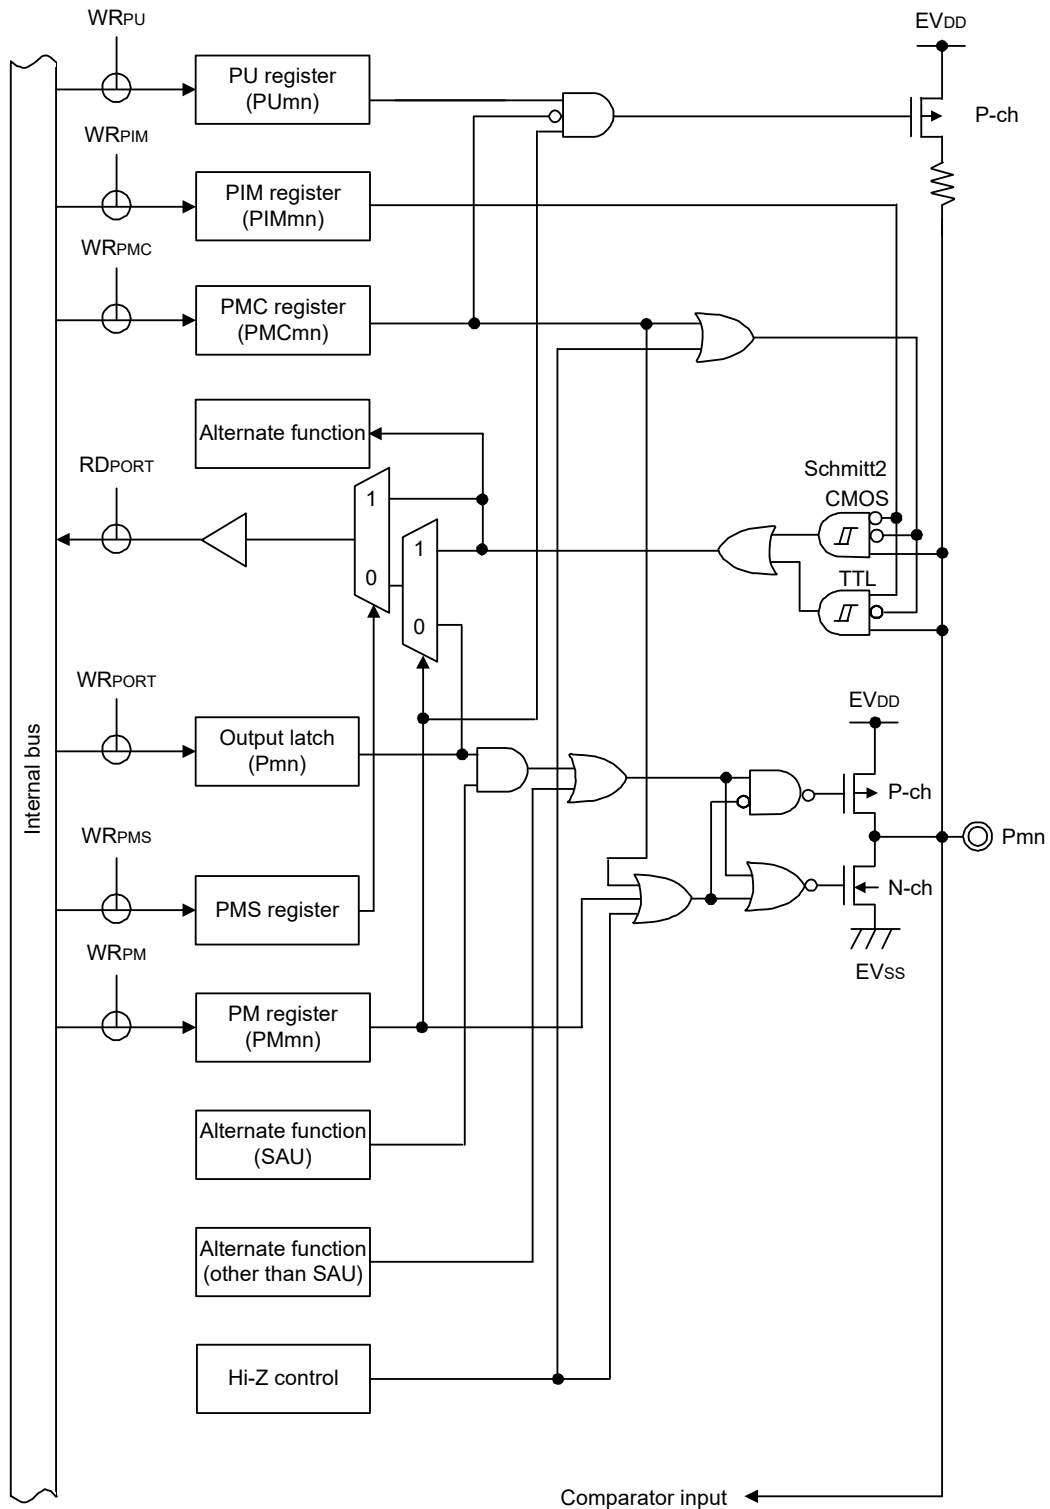 WRPU
EVDD
PU register
(PUmn)
P-ch
WRPIM
PIM register
(PIMmn)
WRPMC
PMC register
(PMCmn)
Alternate function
RDPORT
1
0
1
0
Schmitt2
CMOS
TTL
WRPORT
Output latch
(Pmn)
EVDD
P-ch
Pmn
N-ch
EVSS
Internal bus
WRPMS
PMS register
WRPM
PM register
(PMmn)
Alternate function
(SAU)
Alternate function
(other than SAU)
Hi-Z control
Comparator input